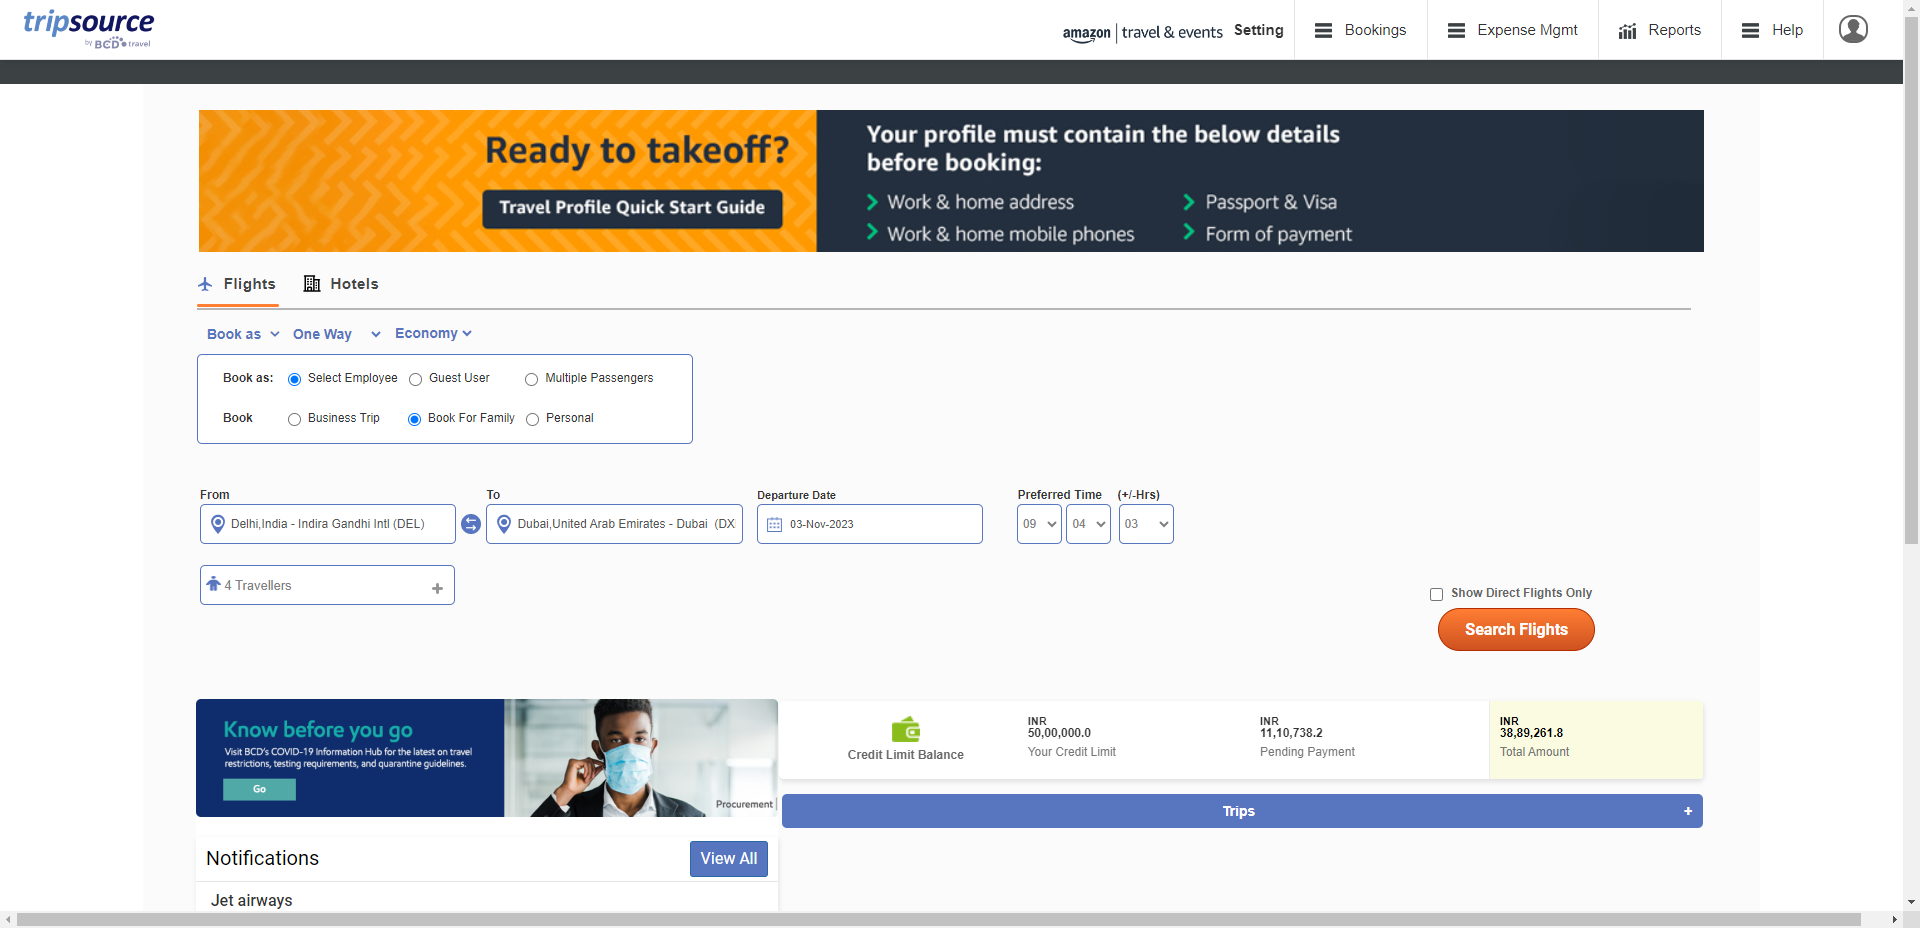 tripsource
by BCD travel
amazon | travel & events
Setting
Bookings
Expense Mgmt
Reports
Help
Ready to takeoff?
Travel Profile Quick Start Guide
Your profile must contain the below details
before booking:
Work & home address
Passport & Visa
Work & home mobile phones
Form of payment
Flights
Hotels
Book as
One Way
Economy
Book as:
Select Employee
Guest User
Multiple Passengers
Book
Business Trip
Book For Family
Personal
From
To
Departure Date
Preferred Time
(+/-Hrs)
Delhi,India - Indira Gandhi Intl (DEL)
Dubai,United Arab Emirates - Dubai (DX
03-Nov-2023
09
04
03
4 Travellers
+
Show Direct Flights Only
Search Flights
Know before you go
Visit BCD's COVID-19 Information Hub for the latest on travel
restrictions, testing requirements, and quarantine guidelines.
Go
Procurement |
Credit Limit Balance
INR
50,00,000.0
Your Credit Limit
INR
11,10,738.2
Pending Payment
INR
38,89,261.8
Total Amount
Trips
+
Notifications
View All
Jet airways